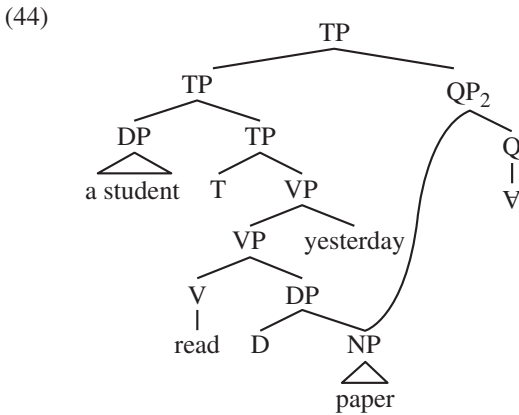 (44)
TP
TP QP₂
DP TP Q
a student T VP ∀
VP yesterday
V DP
read D NP
paper